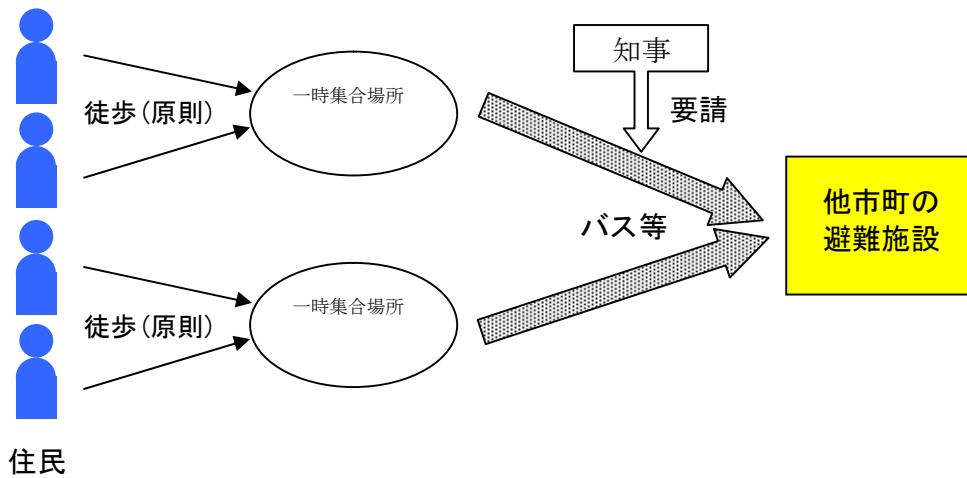 知事
要請
一時集合場所
徒歩(原則)
バス等
他市町の
避難施設
一時集合場所
徒歩(原則)
住民